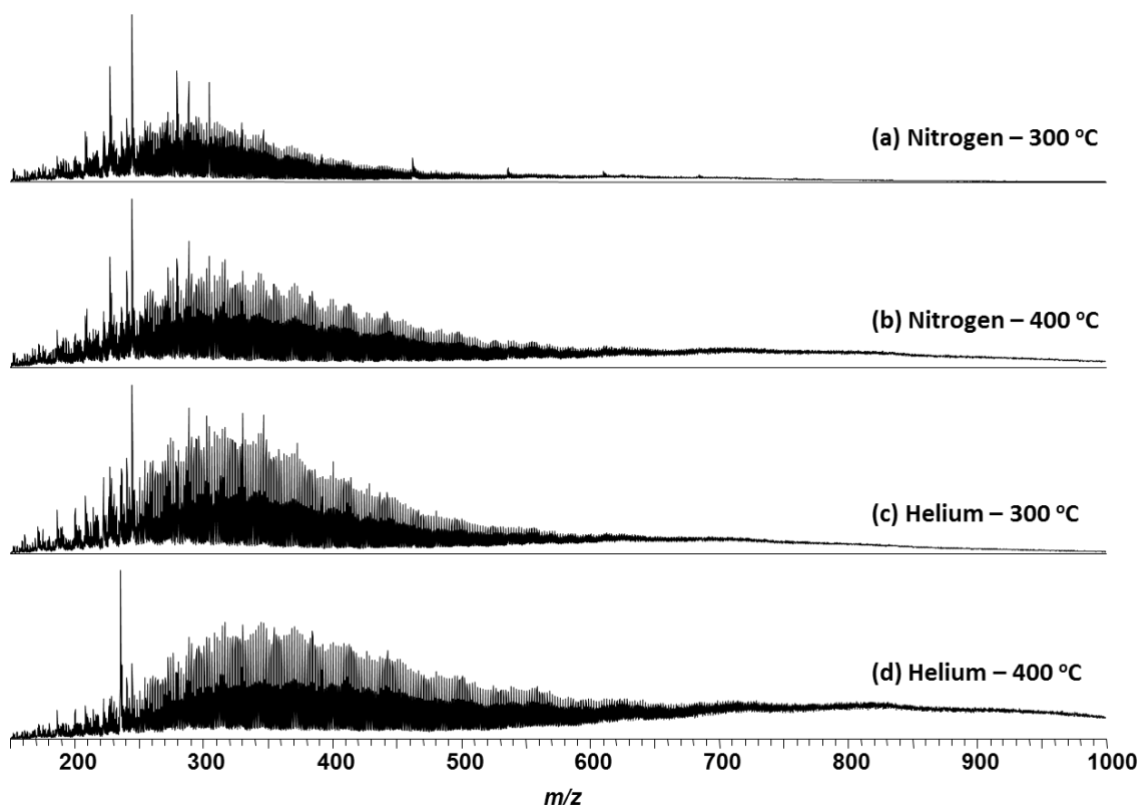 (a) Nitrogen – 300 °C
(b) Nitrogen – 400 °C
(c) Helium – 300 °C
(d) Helium – 400 °C
200 300 400 500 600 700 800 900 1000
m/z